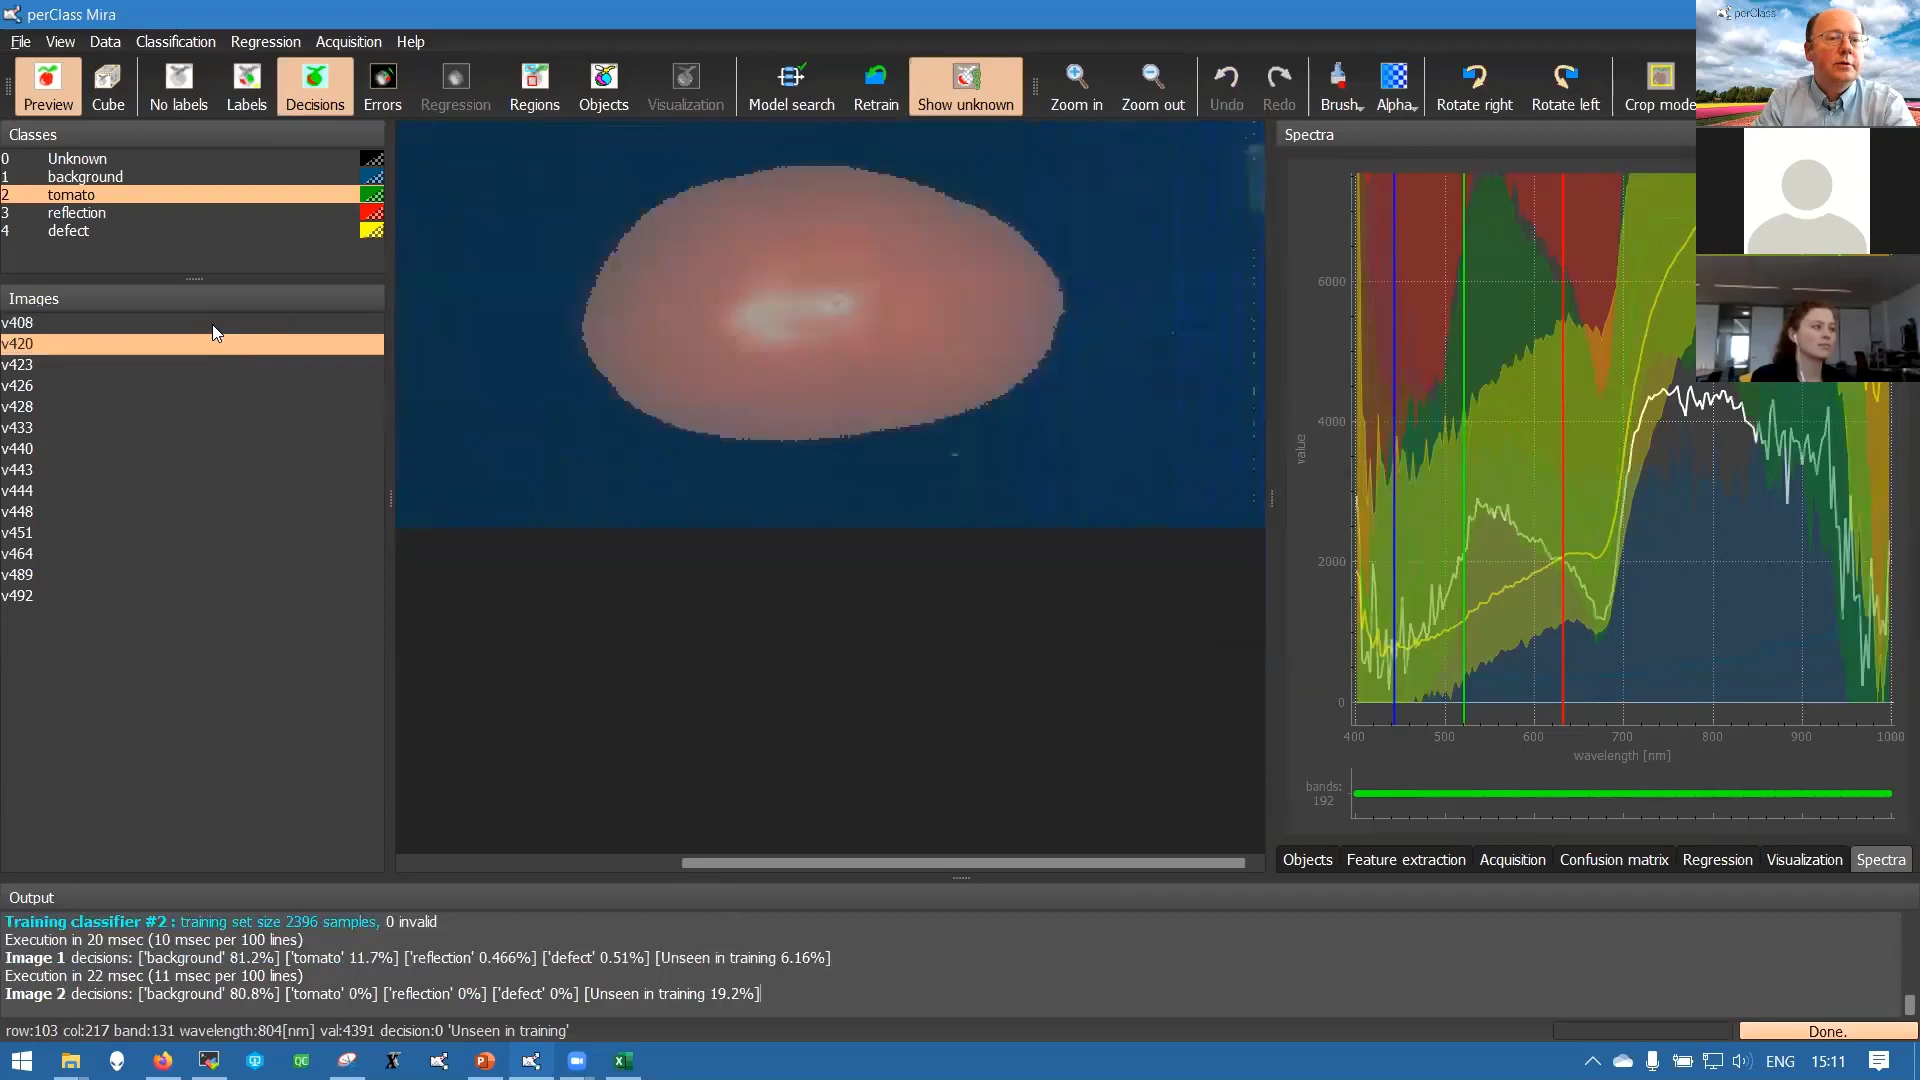 perClass Mira
perClass
File View Data Classification Regression Acquisition Help
Preview Cube No labels Labels Decisions Errors Regression Regions Objects Visualization Model search Retrain Show unknown Zoom in Zoom out Undo Redo Brush Alpha Rotate right Rotate left Crop mode
Classes
0 Unknown
1 background
2 tomato
3 reflection
4 defect
Images
v408
v420
v423
v426
v428
v433
v440
v443
v444
v448
v451
v464
v489
v492
Spectra
6000
4000
2000
0
value
400 500 600 700 800 900 1000
wavelength [nm]
bands:
192
Objects Feature extraction Acquisition Confusion matrix Regression Visualization Spectra
Output
Training classifier #2 : training set size 2396 samples, 0 invalid
Execution in 20 msec (10 msec per 100 lines)
Image 1 decisions: ['background' 81.2%] ['tomato' 11.7%] ['reflection' 0.466%] ['defect' 0.51%] [Unseen in training 6.16%]
Execution in 22 msec (11 msec per 100 lines)
Image 2 decisions: ['background' 80.8%] ['tomato' 0%] ['reflection' 0%] ['defect' 0%] [Unseen in training 19.2%]
row:103 col:217 band:131 wavelength:804[nm] val:4391 decision:0 'Unseen in training'
Done.
QC
ENG 15:11